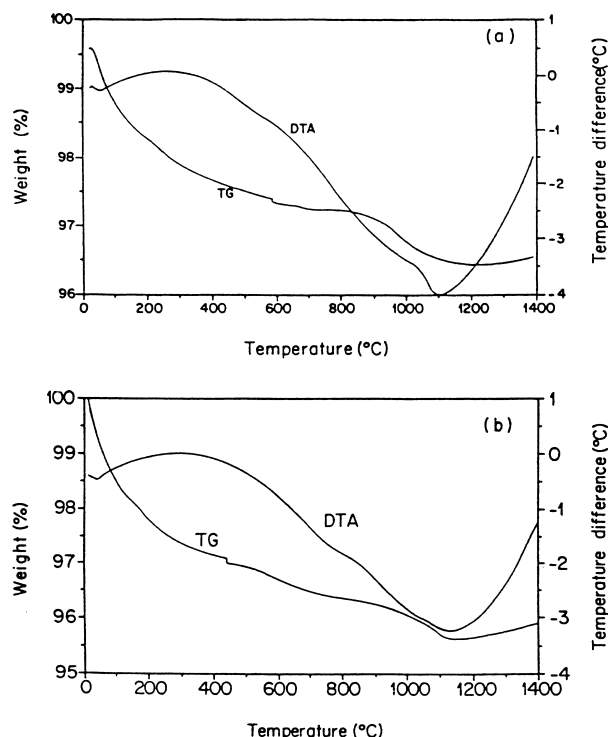 (a)
100
99
98
97
96
Weight (%)
DTA
TG
1
0
-1
-2
-3
-4
Temperature difference(°C)
0 200 400 600 800 1000 1200 1400
Temperature (°C)
(b)
100
99
98
97
96
95
Weight (%)
DTA
TG
1
0
-1
-2
-3
-4
Temperature difference (°C)
0 200 400 600 800 1000 1200 1400
Temperature (°C)